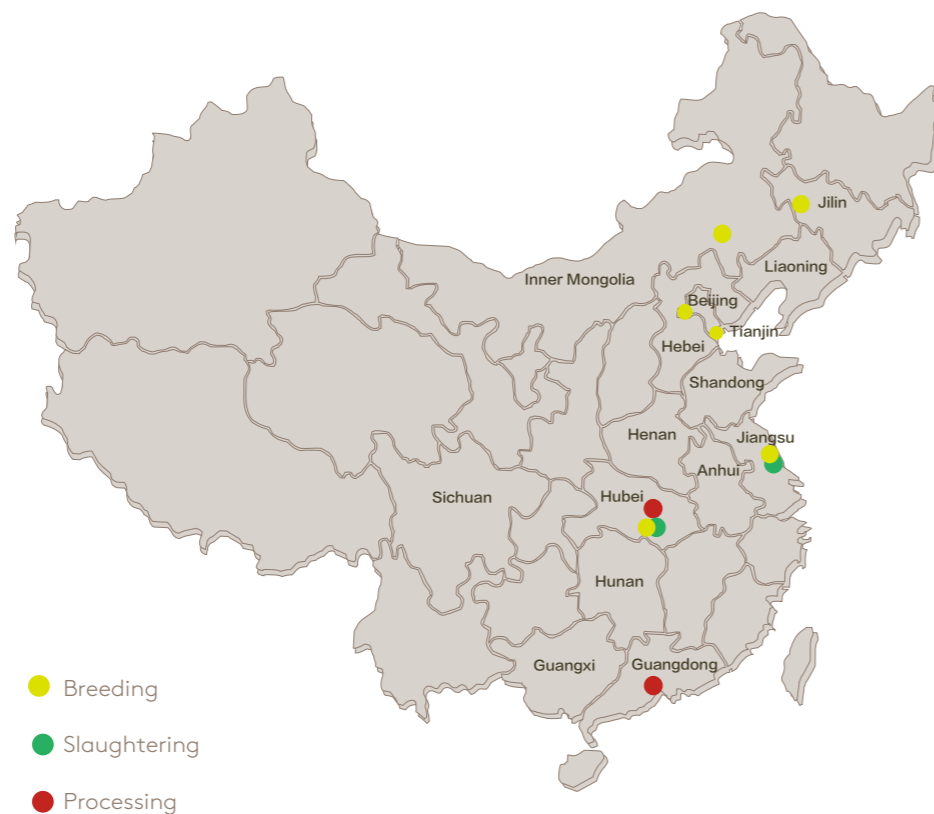 Jilin
Liaoning
Inner Mongolia
Beijing
Tianjin
Hebei
Shandong
Henan
Jiangsu
Anhui
Sichuan
Hubei
Hunan
Guangxi
Guangdong
Breeding
Slaughtering
Processing